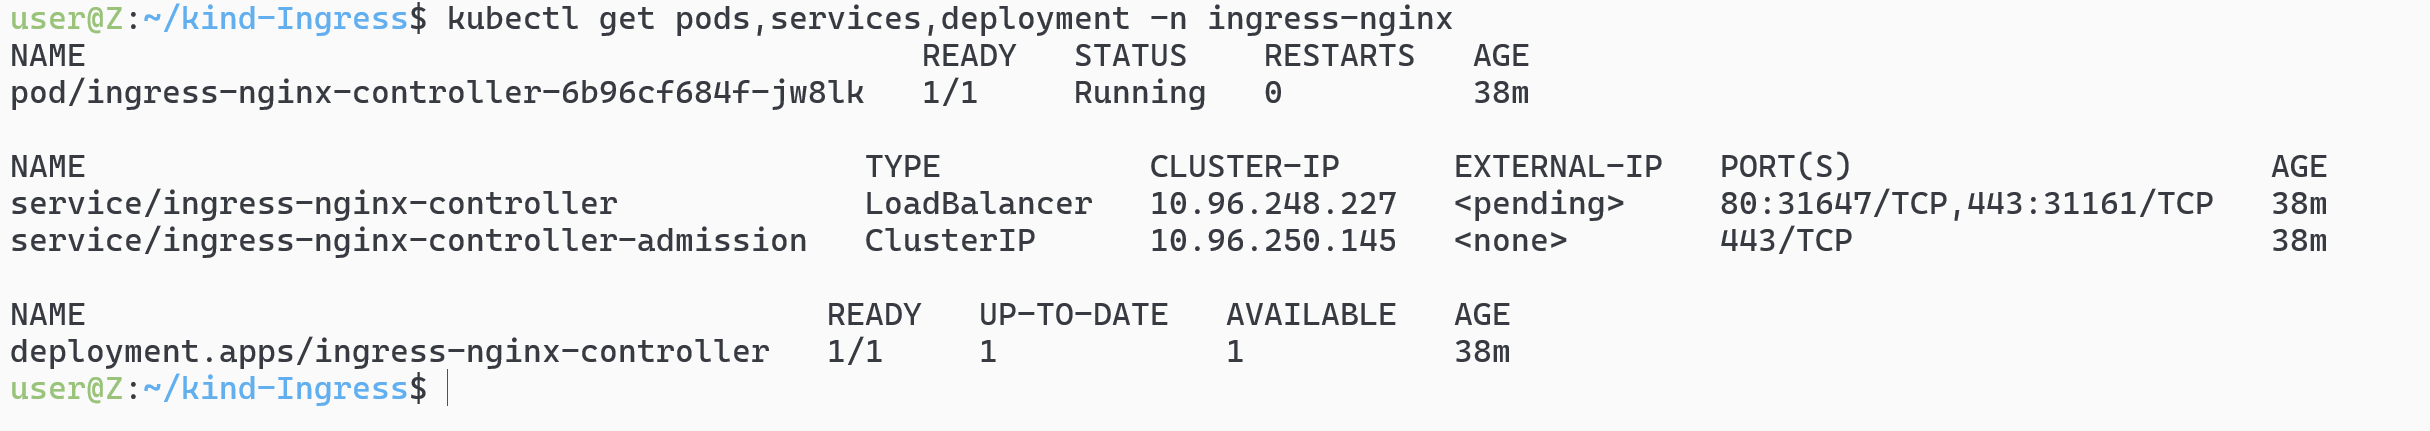 user@Z:~/kind-Ingress$ kubectl get pods,services,deployment -n ingress-nginx
NAME                                            READY   STATUS    RESTARTS   AGE
pod/ingress-nginx-controller-6b96cf684f-jw8lk   1/1     Running   0          38m

NAME                                         TYPE           CLUSTER-IP      EXTERNAL-IP   PORT(S)                      AGE
service/ingress-nginx-controller             LoadBalancer   10.96.248.227   <pending>     80:31647/TCP,443:31161/TCP   38m
service/ingress-nginx-controller-admission   ClusterIP      10.96.250.145   <none>        443/TCP                      38m

NAME                                       READY   UP-TO-DATE   AVAILABLE   AGE
deployment.apps/ingress-nginx-controller   1/1     1            1           38m
user@Z:~/kind-Ingress$